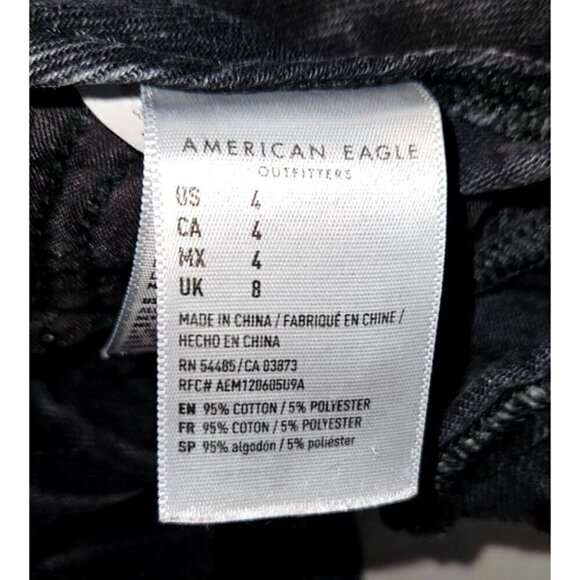 AMERICAN EAGLE
OUTFITTERS
US 4
CA 4
MX 4
UK 8
MADE IN CHINA / FABRIQUÉ EN CHINE /
HECHO EN CHINA
RN 54485/CA 03873
RFC# AEM120605U9A
EN 95% COTTON / 5% POLYESTER
FR 95% COTON / 5% POLYESTER
SP 95% algodón / 5% poliéster